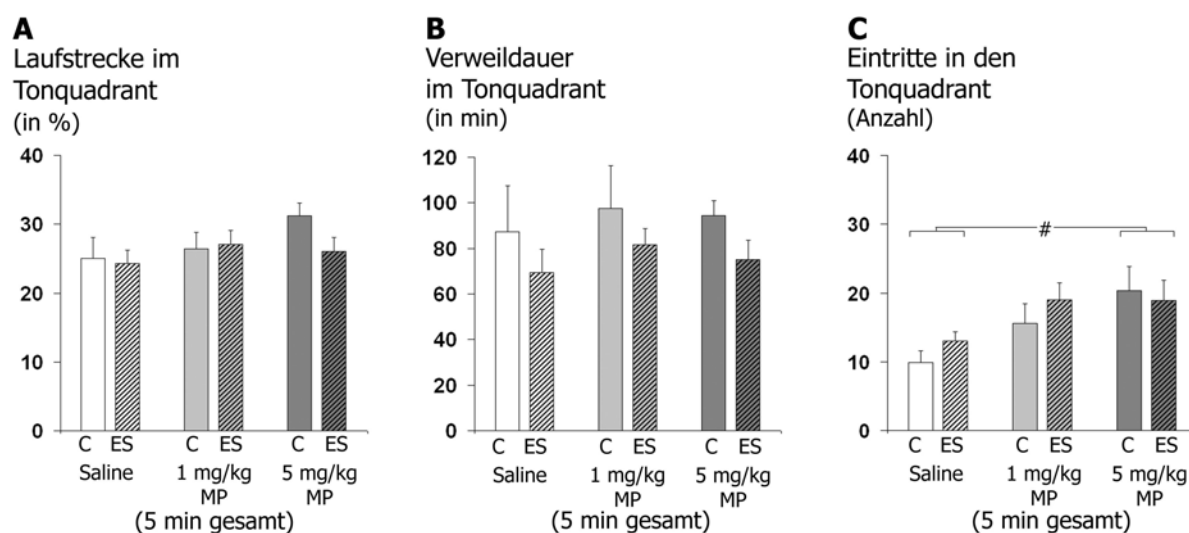 A
Laufstrecke im
Tonquadrant
(in %)
40
30
20
10
0
C ES C ES C ES
Saline 1 mg/kg MP 5 mg/kg MP
(5 min gesamt)
B
Verweildauer
im Tonquadrant
(in min)
120
100
80
60
40
20
0
C ES C ES C ES
Saline 1 mg/kg MP 5 mg/kg MP
(5 min gesamt)
C
Eintritte in den
Tonquadrant
(Anzahl)
40
30
#
20
10
0
C ES C ES C ES
Saline 1 mg/kg MP 5 mg/kg MP
(5 min gesamt)